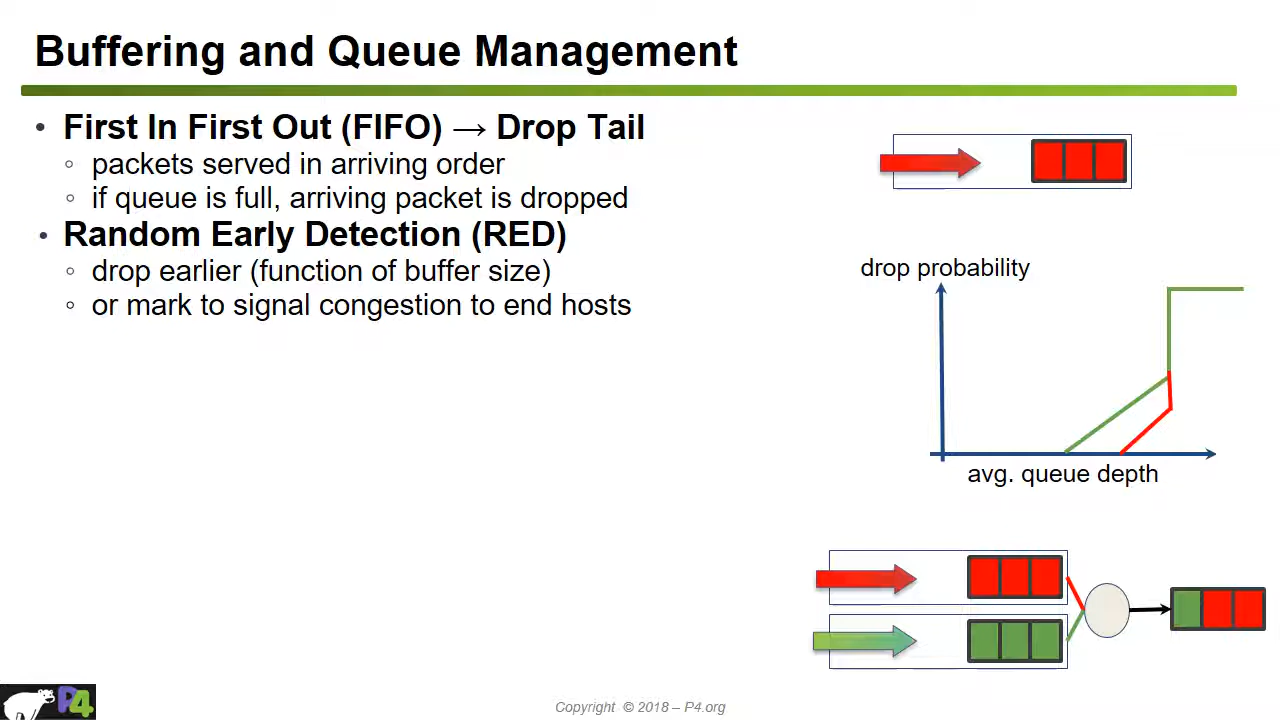 Buffering and Queue Management
• First In First Out (FIFO) → Drop Tail
◦ packets served in arriving order
◦ if queue is full, arriving packet is dropped
• Random Early Detection (RED)
◦ drop earlier (function of buffer size)
◦ or mark to signal congestion to end hosts
drop probability
avg. queue depth
P4
Copyright © 2018 – P4.org